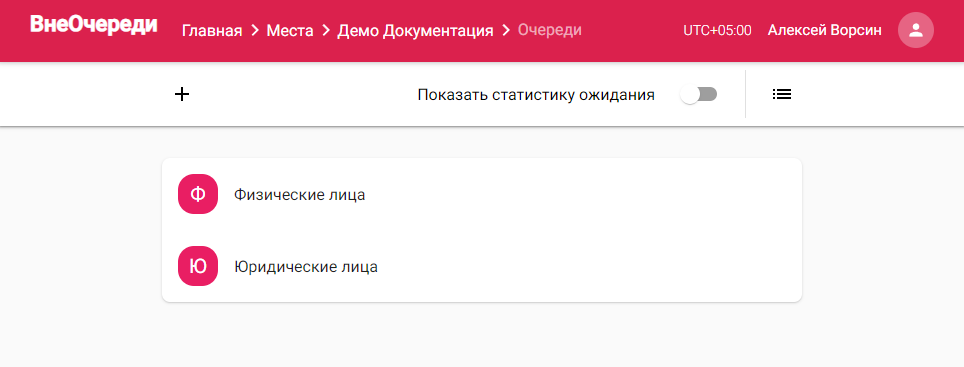 ВнеОчереди Главная Места Демо Документация Очереди UTC+05:00 Алексей Ворсин
Показать статистику ожидания
Ф Физические лица
Ю Юридические лица